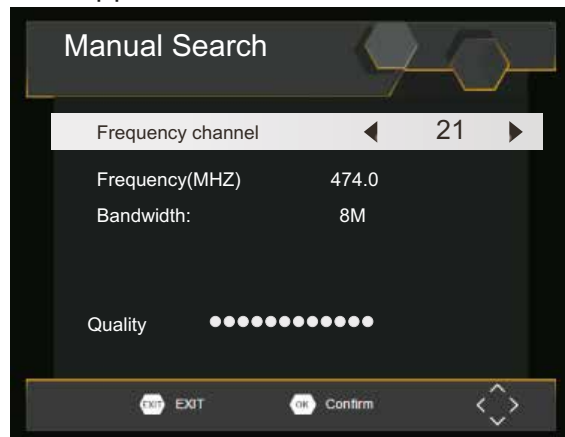 Manual Search
Frequency channel 21
Frequency(MHZ) 474.0
Bandwidth: 8M
Quality
EXIT EXIT OK Confirm